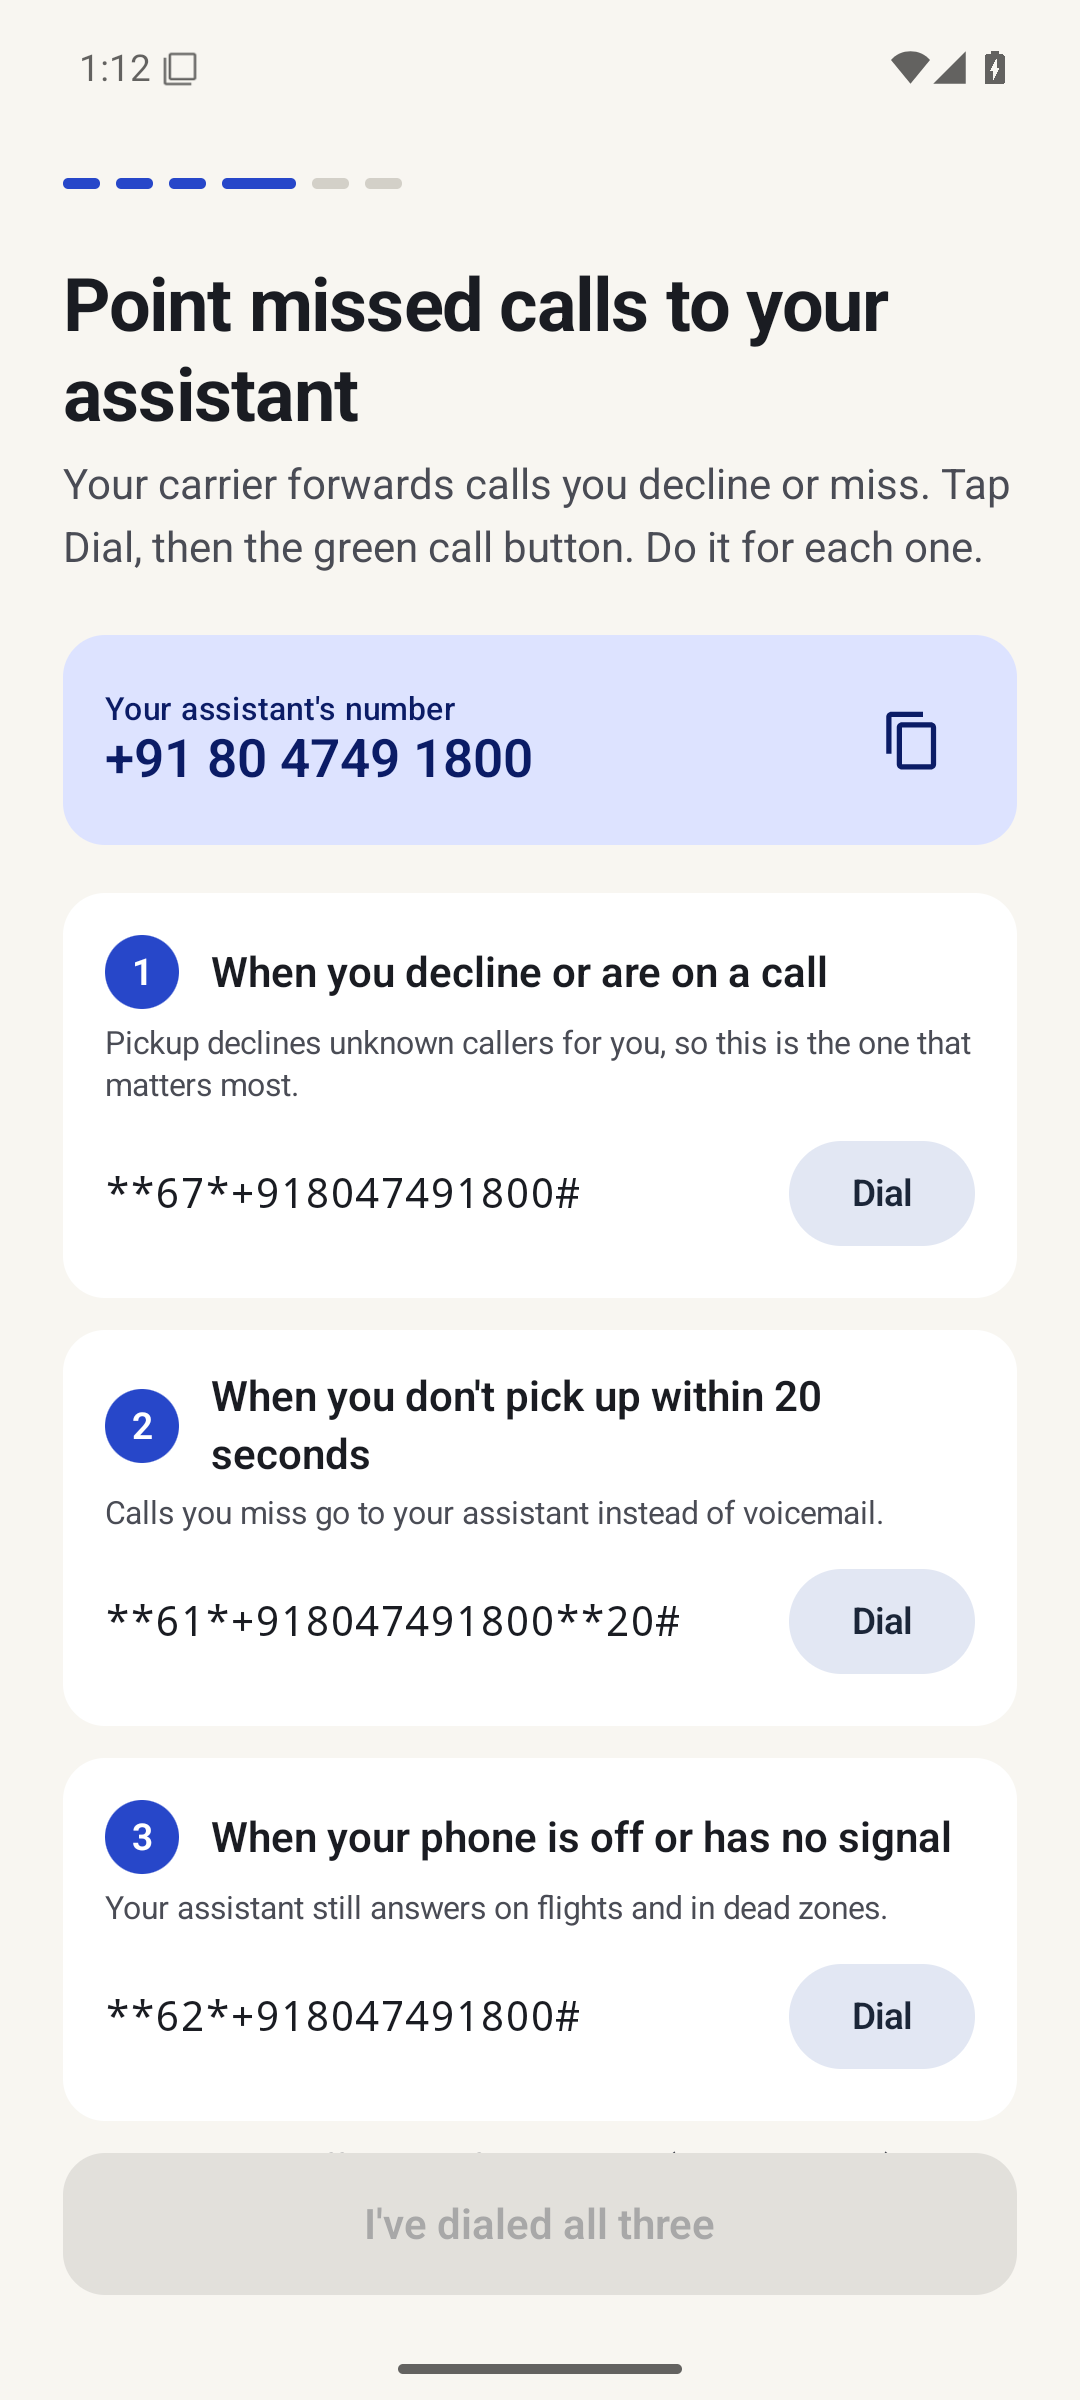 1:12
Point missed calls to your
assistant
Your carrier forwards calls you decline or miss. Tap
Dial, then the green call button. Do it for each one.
Your assistant's number
+91 80 4749 1800
1
When you decline or are on a call
Pickup declines unknown callers for you, so this is the one that
matters most.
**67*+918047491800#
Dial
2
When you don't pick up within 20
seconds
Calls you miss go to your assistant instead of voicemail.
**61*+918047491800**20#
Dial
3
When your phone is off or has no signal
Your assistant still answers on flights and in dead zones.
**62*+918047491800#
Dial
I've dialed all three